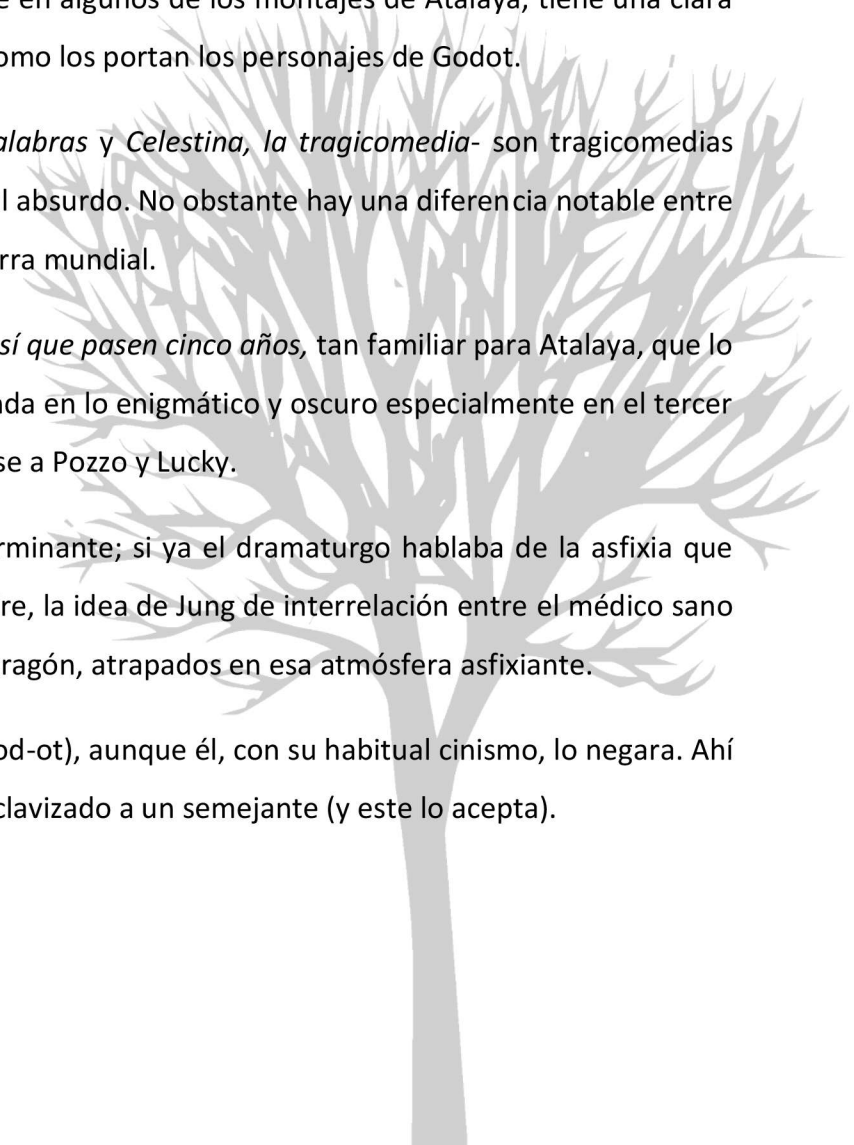 e en algunos de los montajes de Atalaya, tiene una clara
omo los portan los personajes de Godot.
alabras y Celestina, la tragicomedia- son tragicomedias
l absurdo. No obstante hay una diferencia notable entre
rra mundial.
sí que pasen cinco años, tan familiar para Atalaya, que lo
ada en lo enigmático y oscuro especialmente en el tercer
se a Pozzo y Lucky.
rminante; si ya el dramaturgo hablaba de la asfixia que
re, la idea de Jung de interrelación entre el médico sano
ragón, atrapados en esa atmósfera asfixiante.
od-ot), aunque él, con su habitual cinismo, lo negara. Ahí
clavizado a un semejante (y este lo acepta).